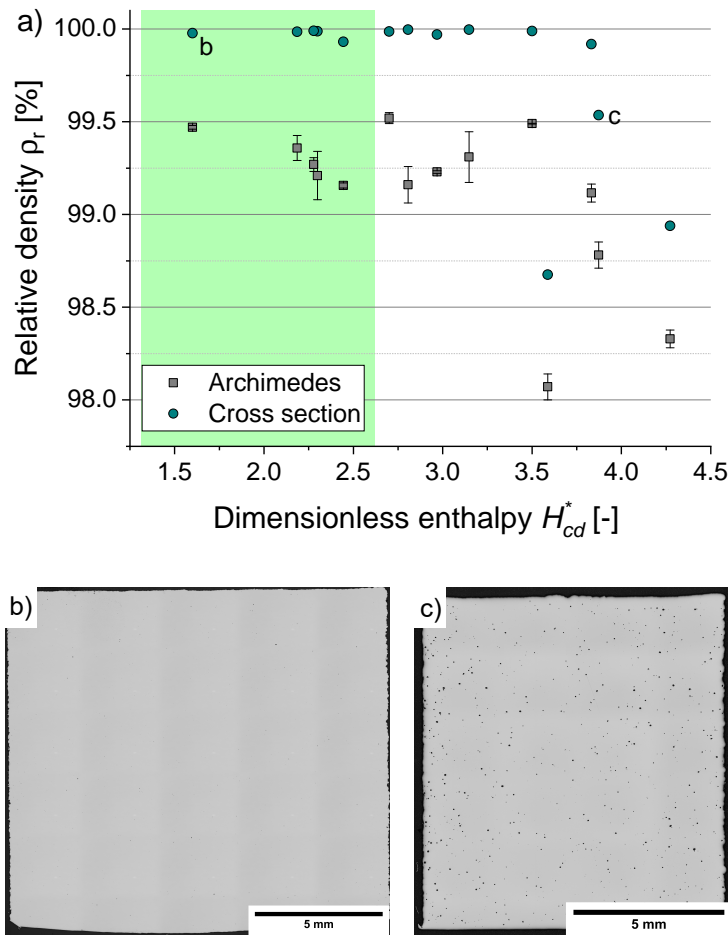 a)
100.0
99.5
99.0
98.5
98.0
Relative density ρr [%]
b
c
Archimedes
Cross section
1.5 2.0 2.5 3.0 3.5 4.0 4.5
Dimensionless enthalpy H*cd [-]
b)
5 mm
c)
5 mm